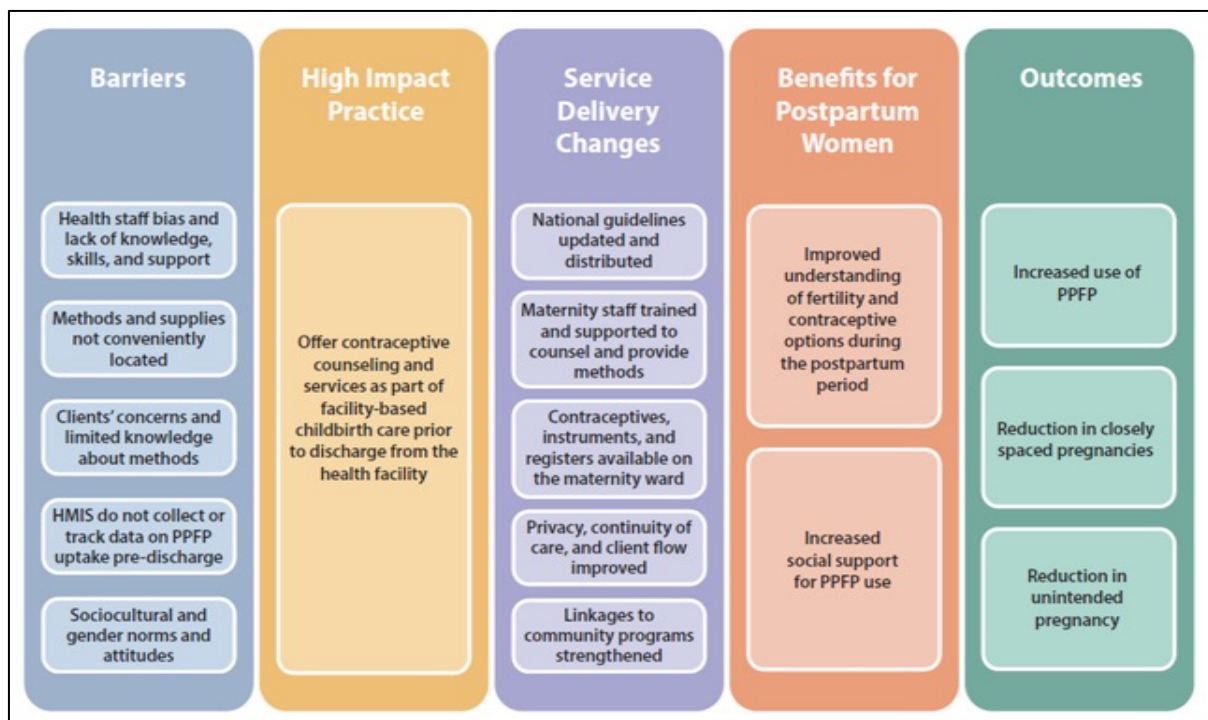 Barriers
Health staff bias and
lack of knowledge,
skills, and support
Methods and supplies
not conveniently
located
Clients’ concerns and
limited knowledge
about methods
HMIS do not collect or
track data on PPFP
uptake pre-discharge
Sociocultural and
gender norms and
attitudes
High Impact
Practice
Offer contraceptive
counseling and
services as part of
facility-based
childbirth care prior
to discharge from the
health facility
Service
Delivery
Changes
National guidelines
updated and
distributed
Maternity staff trained
and supported to
counsel and provide
methods
Contraceptives,
instruments, and
registers available on
the maternity ward
Privacy, continuity of
care, and client flow
improved
Linkages to
community programs
strengthened
Benefits for
Postpartum
Women
Improved
understanding
of fertility and
contraceptive
options during
the postpartum
period
Increased
social support
for PPFP use
Outcomes
Increased use of
PPFP
Reduction in closely
spaced pregnancies
Reduction in
unintended
pregnancy